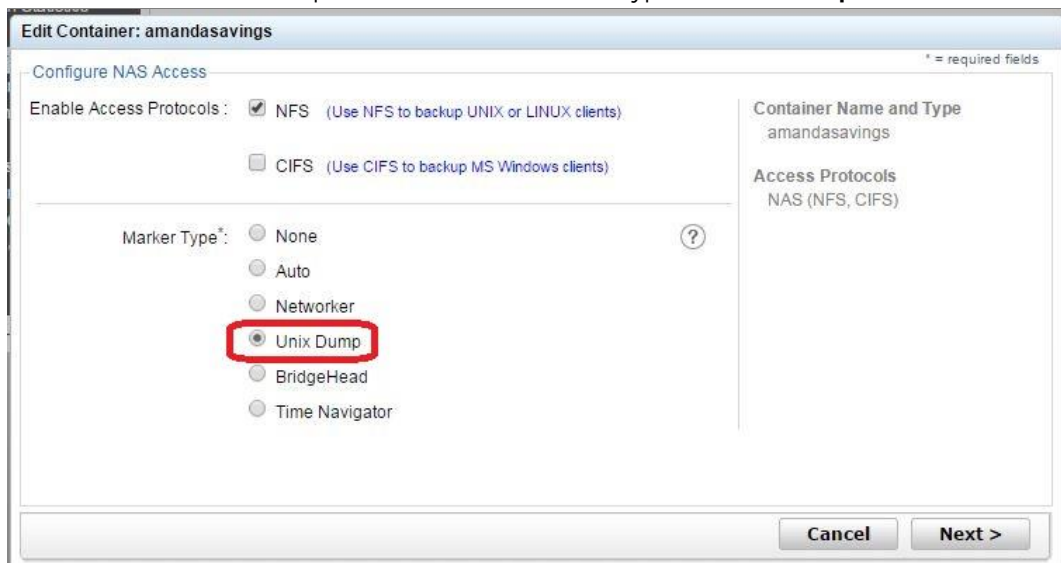 Edit Container: amandasavings
* = required fields
Configure NAS Access
Enable Access Protocols : NFS (Use NFS to backup UNIX or LINUX clients)
CIFS (Use CIFS to backup MS Windows clients)
Container Name and Type
amandasavings
Access Protocols
NAS (NFS, CIFS)
Marker Type*: None ?
Auto
Networker
Unix Dump
BridgeHead
Time Navigator
Cancel Next >